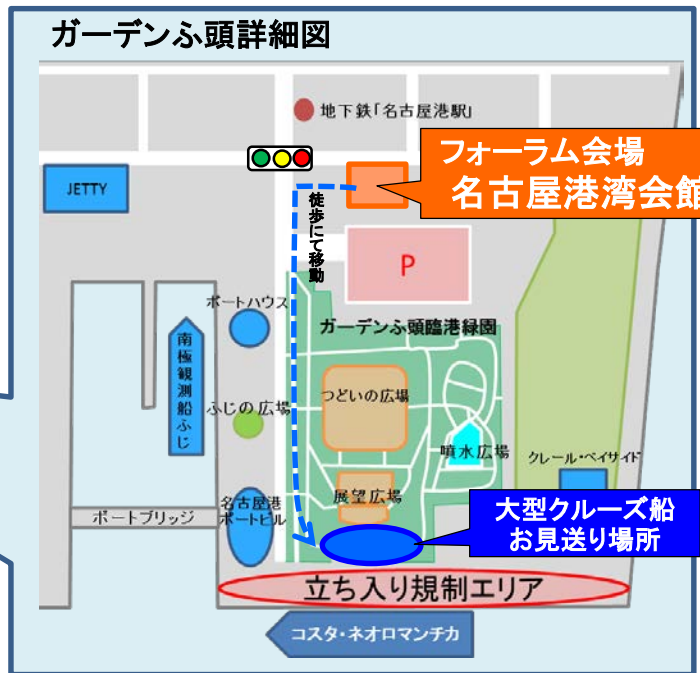 ガーデンふ頭詳細図
地下鉄「名古屋港駅」
フォーラム会場
名古屋港湾会館
JETTY
徒歩にて移動
P
ポートハウス
ガーデンふ頭臨港緑園
南極観測船ふじ
つどいの広場
ふじの広場
噴水広場
クレール・ベイサイド
展望広場
名古屋港
ポートビル
ポートブリッジ
大型クルーズ船
お見送り場所
立ち入り規制エリア
コスタ・ネオロマンチカ